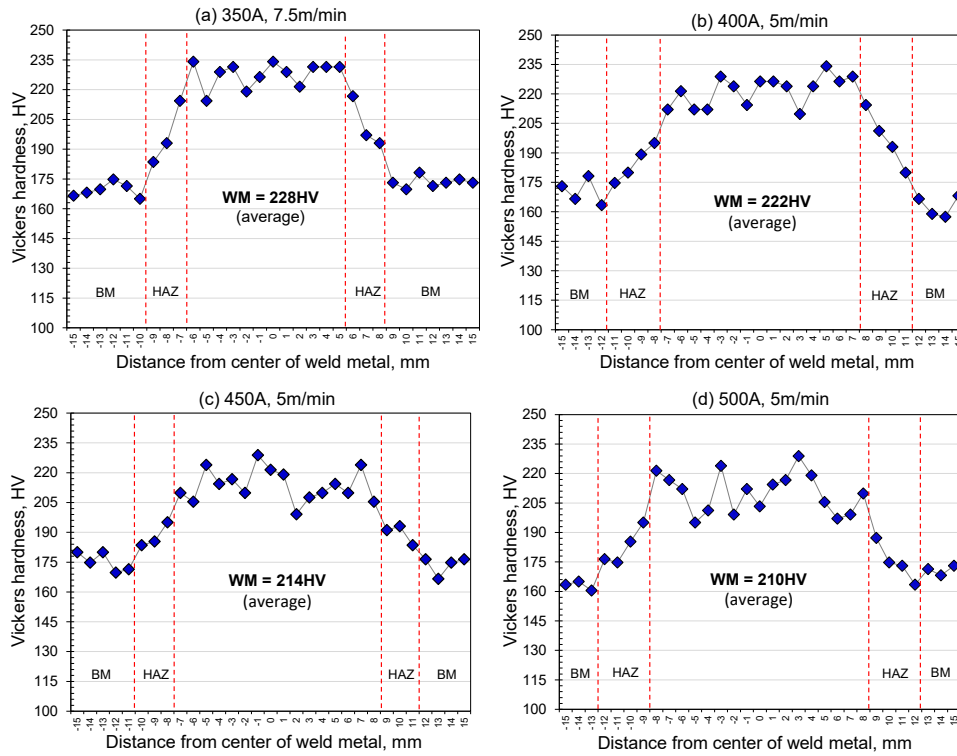 (a) 350A, 7.5m/min
Vickers hardness, HV
250
235
220
205
190
175
160
145
130
115
100
WM = 228HV
(average)
BM
HAZ
HAZ
BM
-15 -14 -13 -12 -11 -10 -9 -8 -7 -6 -5 -4 -3 -2 -1 0 1 2 3 4 5 6 7 8 9 10 11 12 13 14 15
Distance from center of weld metal, mm
(b) 400A, 5m/min
Vickers hardness, HV
250
235
220
205
190
175
160
145
130
115
100
WM = 222HV
(average)
BM
HAZ
HAZ
BM
-15 -14 -13 -12 -11 -10 -9 -8 -7 -6 -5 -4 -3 -2 -1 0 1 2 3 4 5 6 7 8 9 10 11 12 13 14 15
Distance from center of weld metal, mm
(c) 450A, 5m/min
Vickers hardness, HV
250
235
220
205
190
175
160
145
130
115
100
WM = 214HV
(average)
BM
HAZ
HAZ
BM
-15 -14 -13 -12 -11 -10 -9 -8 -7 -6 -5 -4 -3 -2 -1 0 1 2 3 4 5 6 7 8 9 10 11 12 13 14 15
Distance from center of weld metal, mm
(d) 500A, 5m/min
Vickers hardness, HV
250
235
220
205
190
175
160
145
130
115
100
WM = 210HV
(average)
BM
HAZ
HAZ
BM
-15 -14 -13 -12 -11 -10 -9 -8 -7 -6 -5 -4 -3 -2 -1 0 1 2 3 4 5 6 7 8 9 10 11 12 13 14 15
Distance from center of weld metal, mm